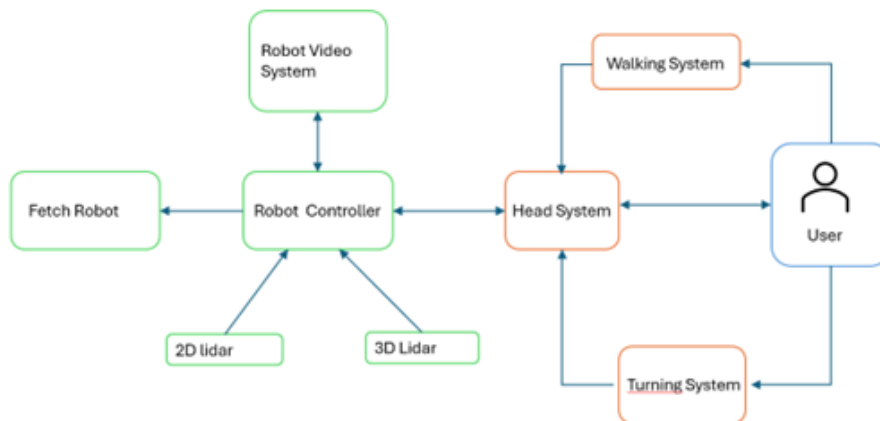 Robot Video
System
Walking System
Fetch Robot
Robot Controller
Head System
User
2D lidar
3D Lidar
Turning System